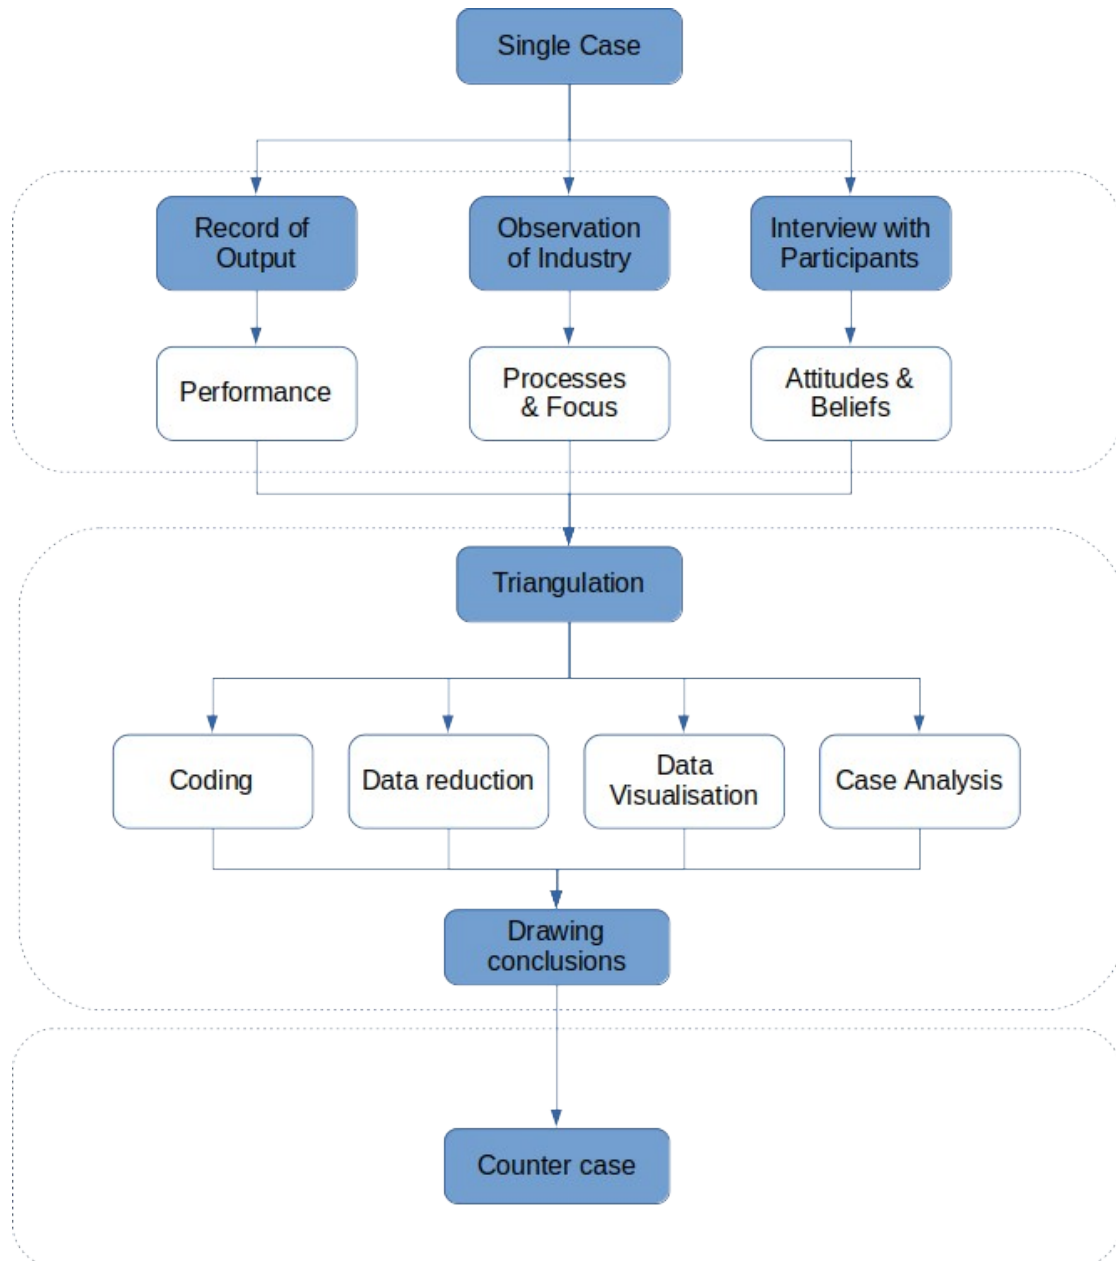 Single Case
Record of
Output
Observation
of Industry
Interview with
Participants
Performance
Processes
& Focus
Attitudes &
Beliefs
Triangulation
Coding
Data reduction
Data
Visualisation
Case Analysis
Drawing
conclusions
Counter case